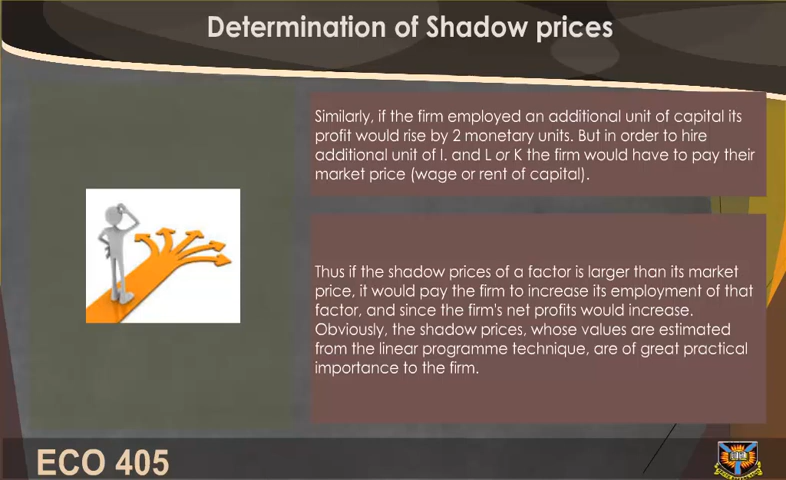 Determination of Shadow prices
Similarly, if the firm employed an additional unit of capital its
profit would rise by 2 monetary units. But in order to hire
additional unit of I. and L or K the firm would have to pay their
market price (wage or rent of capital).
Thus if the shadow prices of a factor is larger than its market
price, it would pay the firm to increase its employment of that
factor, and since the firm's net profits would increase.
Obviously, the shadow prices, whose values are estimated
from the linear programme technique, are of great practical
importance to the firm.
ECO 405